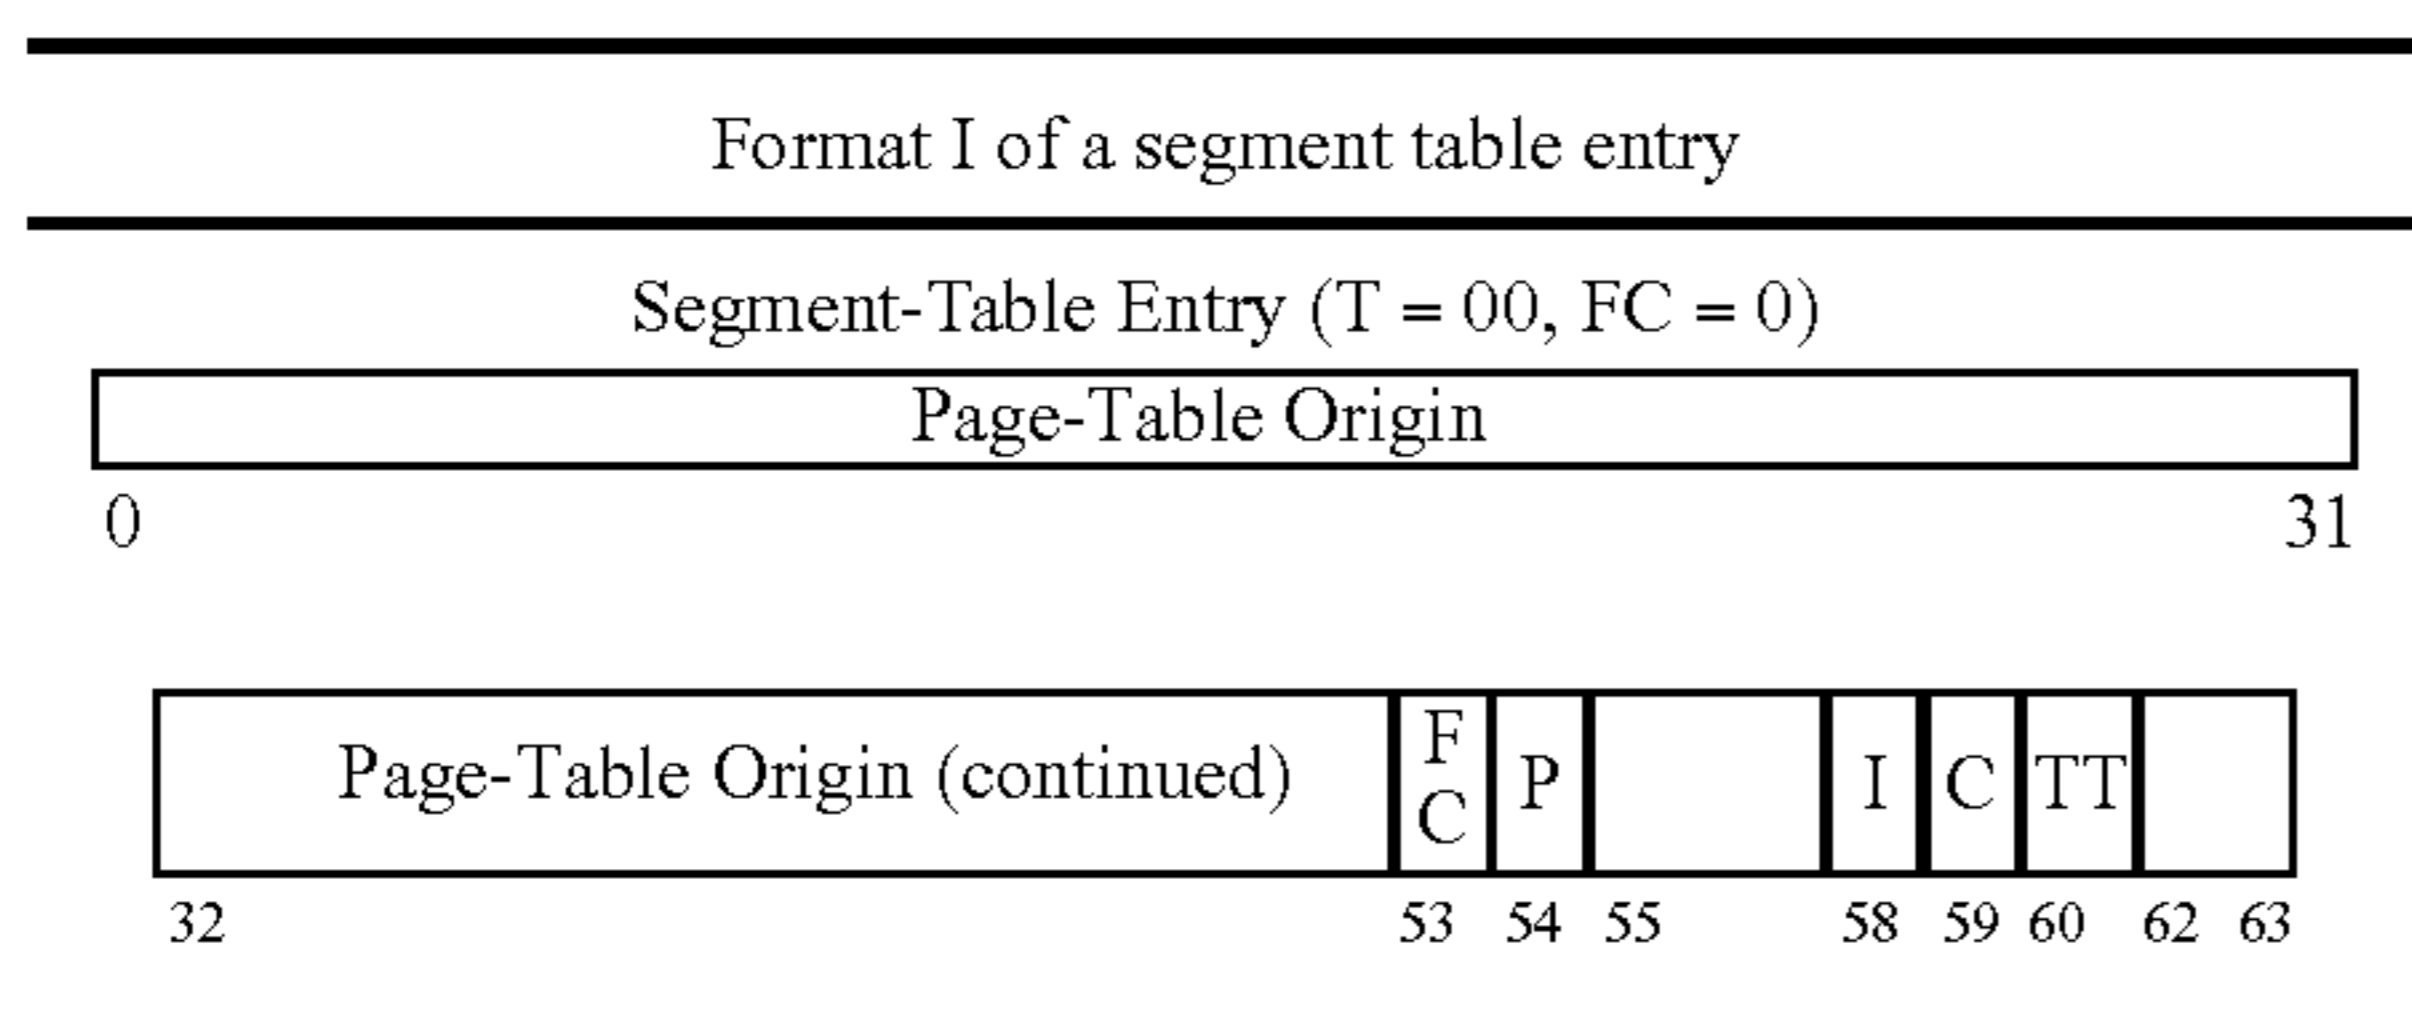 Format I of a segment table entry
Segment-Table Entry (T = 00, FC = 0)
Page-Table Origin
0 31
Page-Table Origin (continued) F C P I C TT
32 53 54 55 58 59 60 62 63